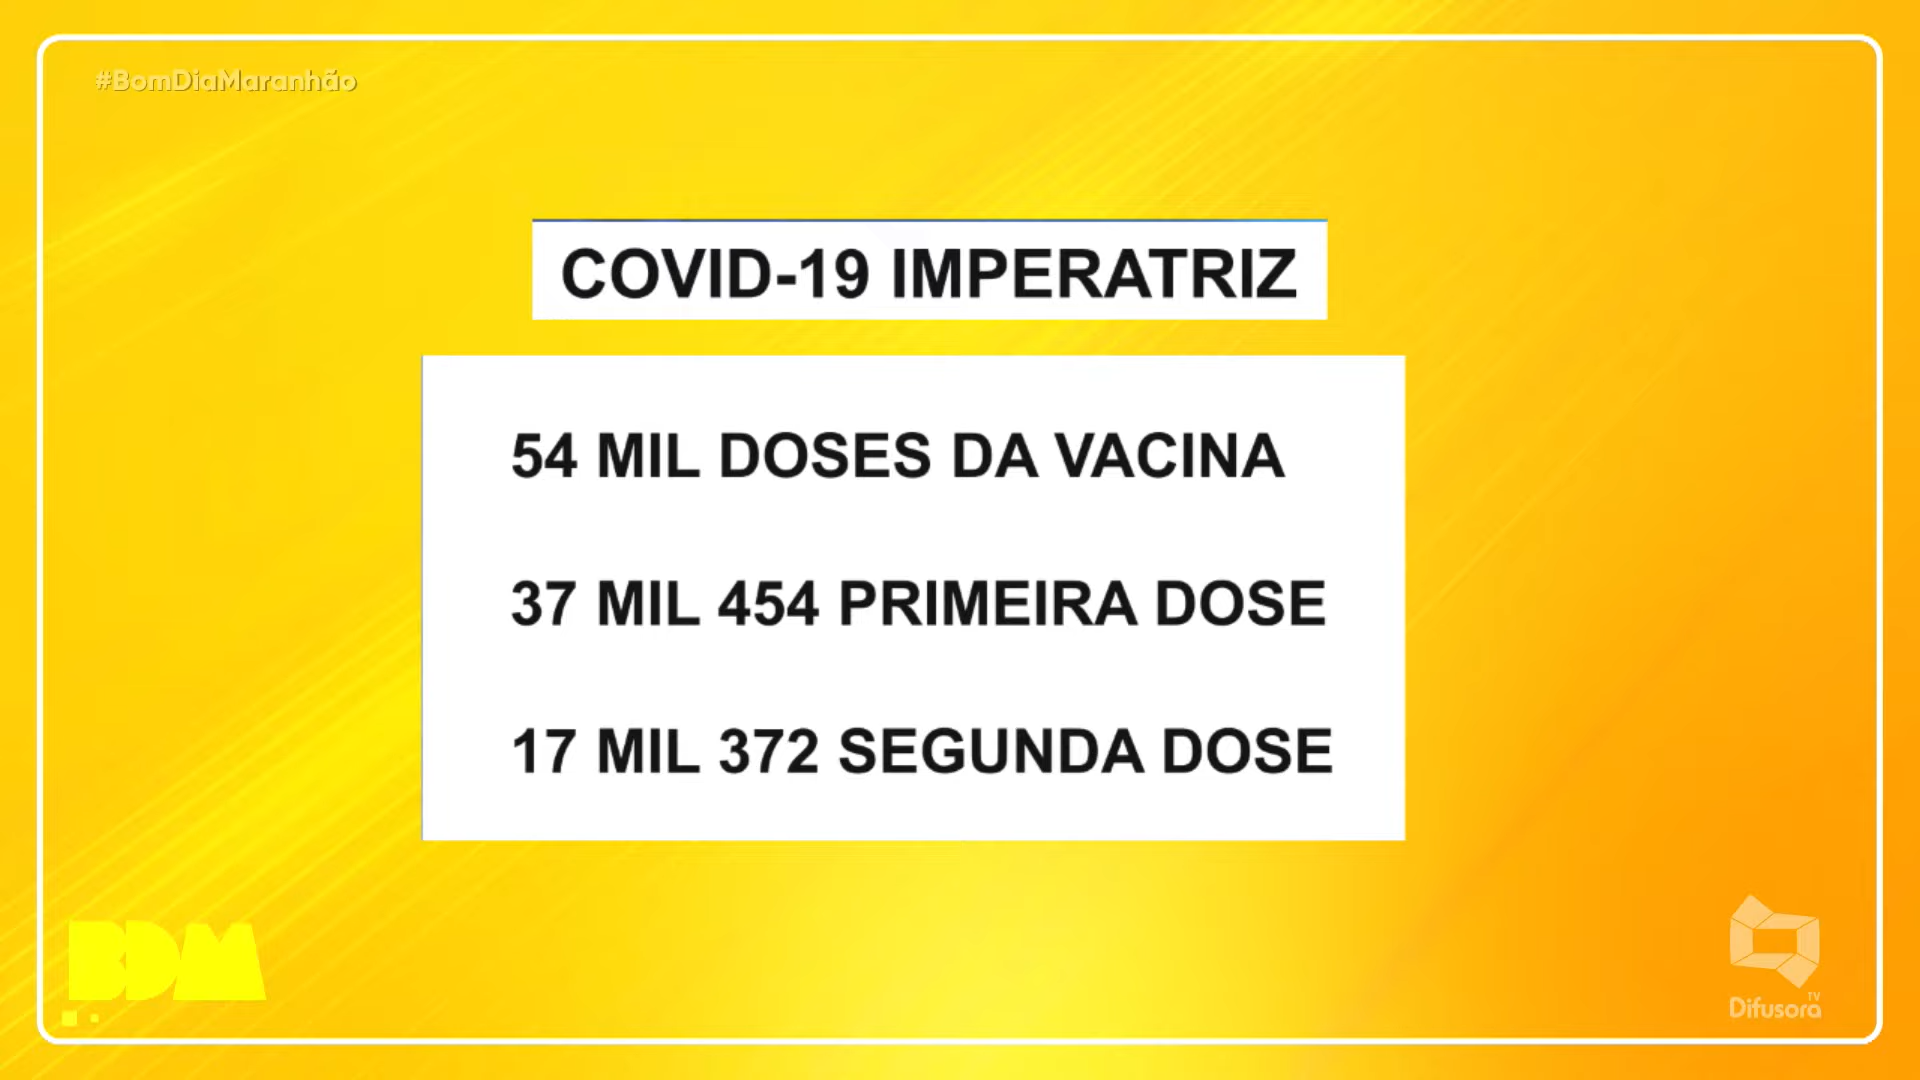 #BomDiaMaranhão
COVID-19 IMPERATRIZ
54 MIL DOSES DA VACINA
37 MIL 454 PRIMEIRA DOSE
17 MIL 372 SEGUNDA DOSE
BDM
TV
Difusora